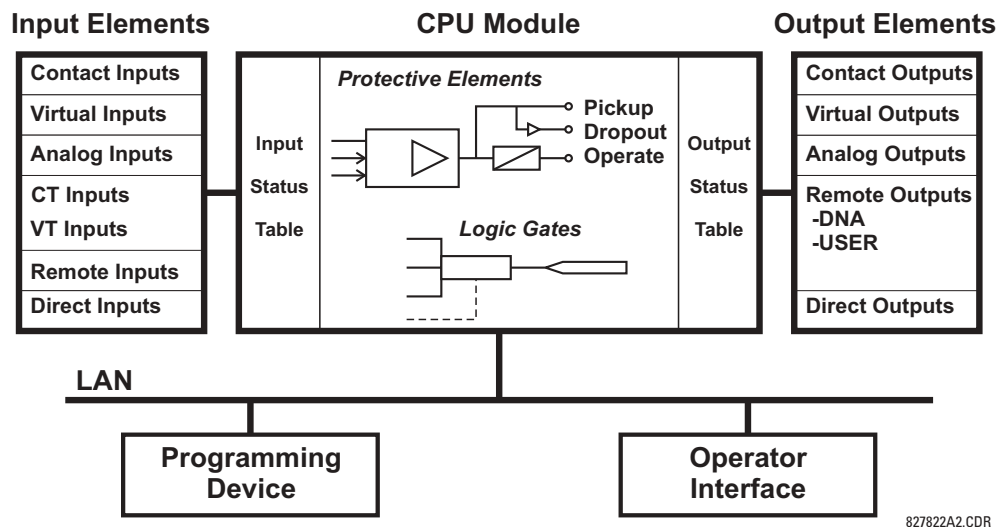 Input Elements
CPU Module
Output Elements
Contact Inputs
Virtual Inputs
Analog Inputs
CT Inputs
VT Inputs
Remote Inputs
Direct Inputs
Input
Status
Table
Protective Elements
Pickup
Dropout
Operate
Logic Gates
Output
Status
Table
Contact Outputs
Virtual Outputs
Analog Outputs
Remote Outputs
-DNA
-USER
Direct Outputs
LAN
Programming
Device
Operator
Interface
827822A2.CDR